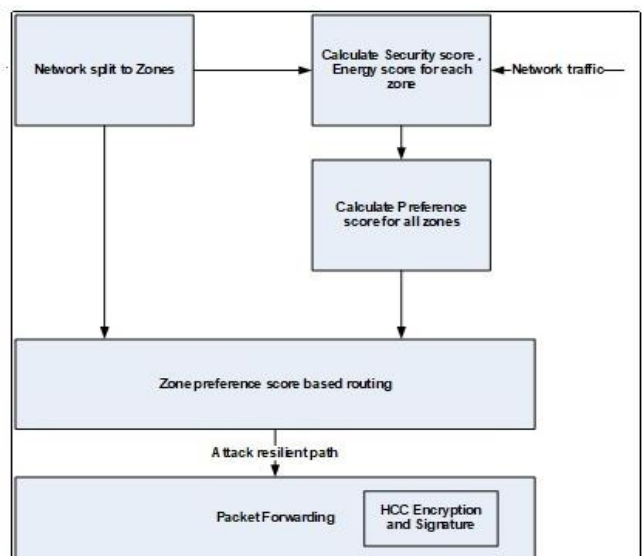 Network split to Zones
Calculate Security score ,
Energy score for each
zone
Network traffic
Calculate Preference
score for all zones
Zone preference score based routing
Attack resilient path
Packet Forwarding
HCC Encryption
and Signature